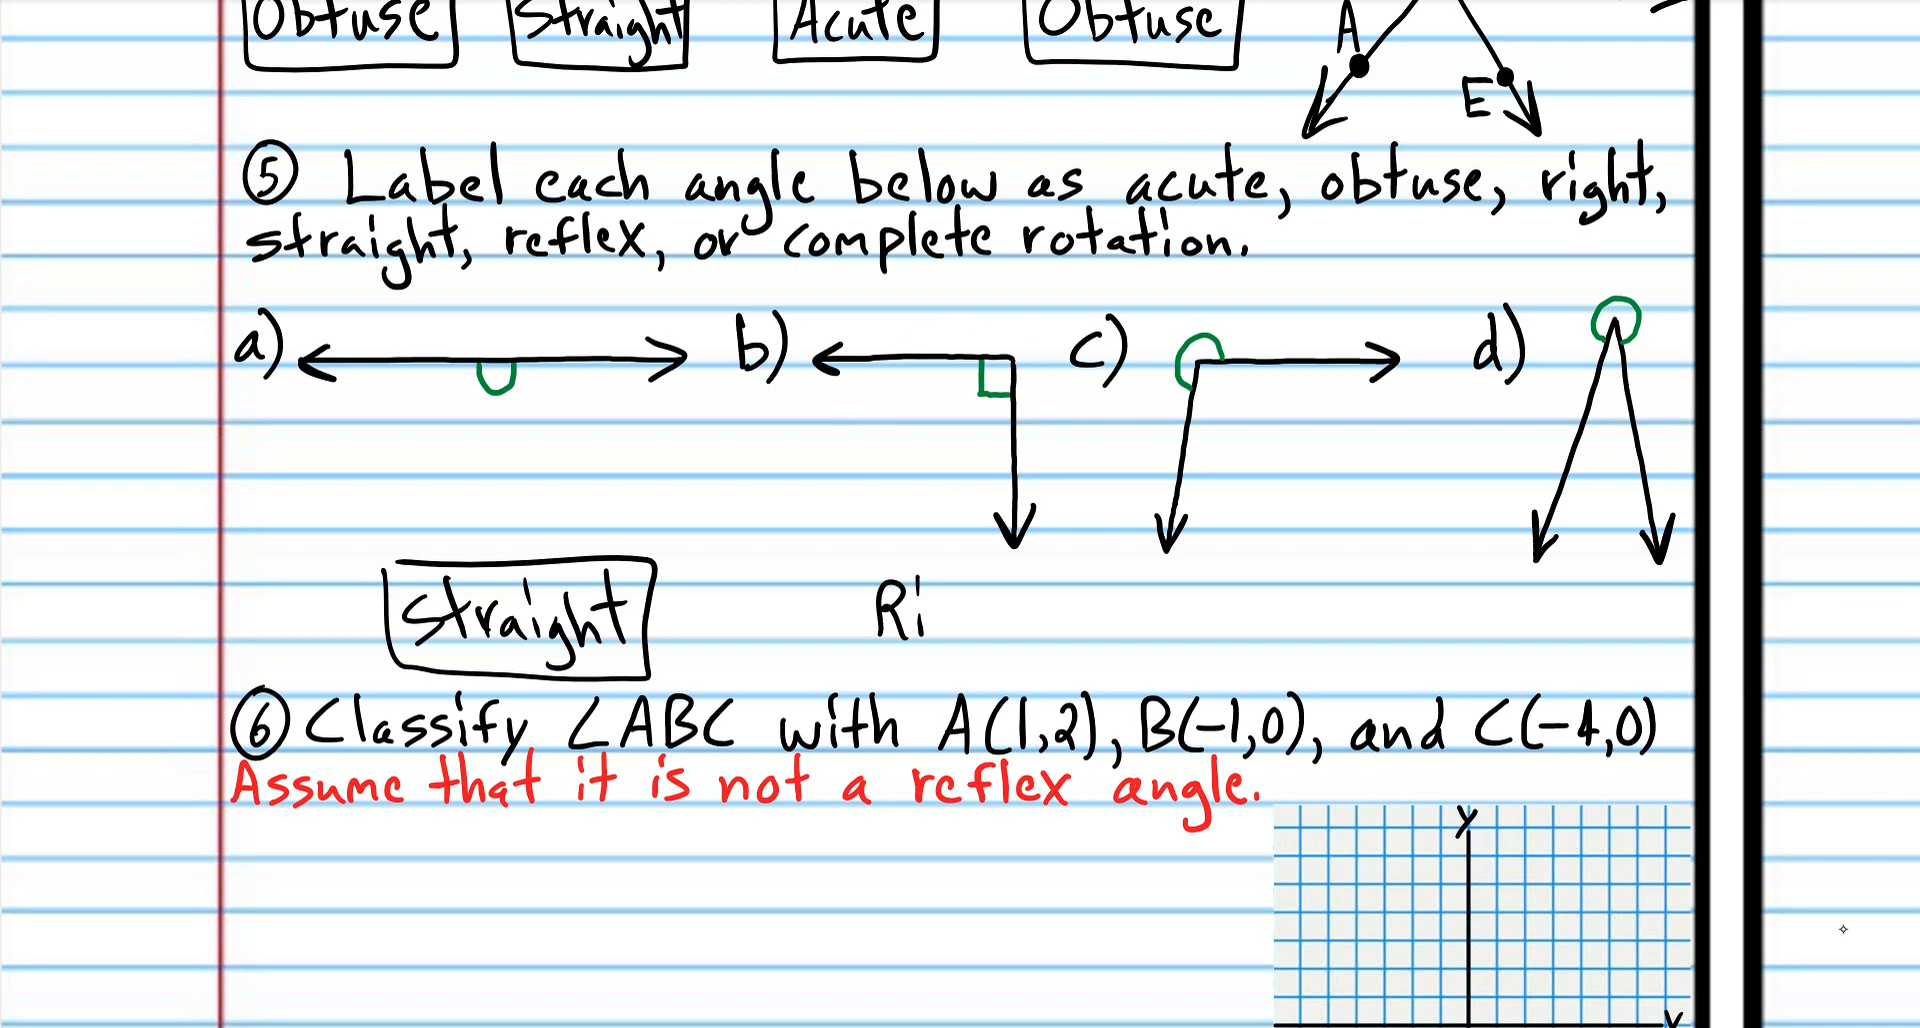 Obtuse Straight Acute Obtuse A
E
⑤ Label each angle below as acute, obtuse, right,
straight, reflex, or complete rotation.
a) b) c) d)
Straight Ri
⑥ Classify ∠ABC with A(1,2), B(-1,0), and C(-4,0)
Assume that it is not a reflex angle.
y
x